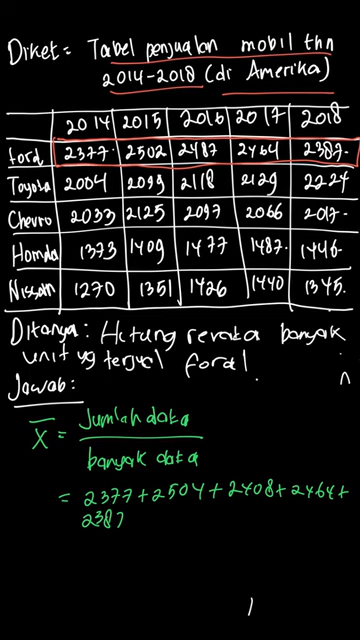 Diket = Tabel penjualan mobil thn
2014-2018 (di Amerika)
2014 2015 2016 2017 2018
Ford 2377 2502 2487 2464 2387
Toyota 2004 2099 2118 2129 2224
Chevro 2033 2125 2097 2066 2017
Homda 1373 1409 1477 1487 1446
Nissan 1270 1351 1426 1440 1345
Ditanya: Hitung rerata banyak
unit yg terjual ford.
Jawab:
n
X̄ = Jumlah data
banyak data
= 2377 + 2504 + 2408 + 2464 +
2387